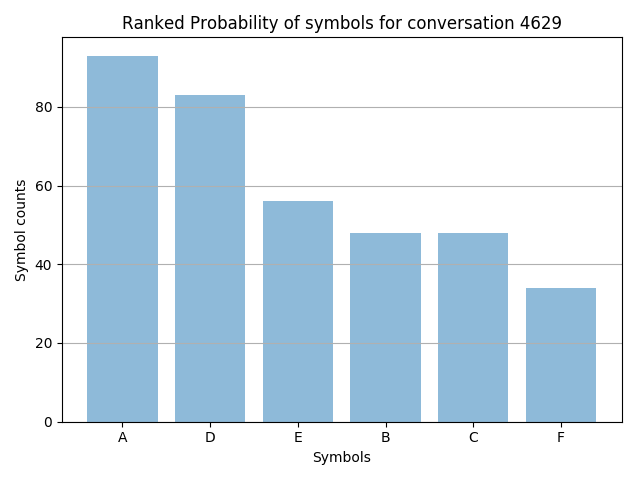 Ranked Probability of symbols for conversation 4629
Symbol counts
80
60
40
20
0
A D E B C F
Symbols